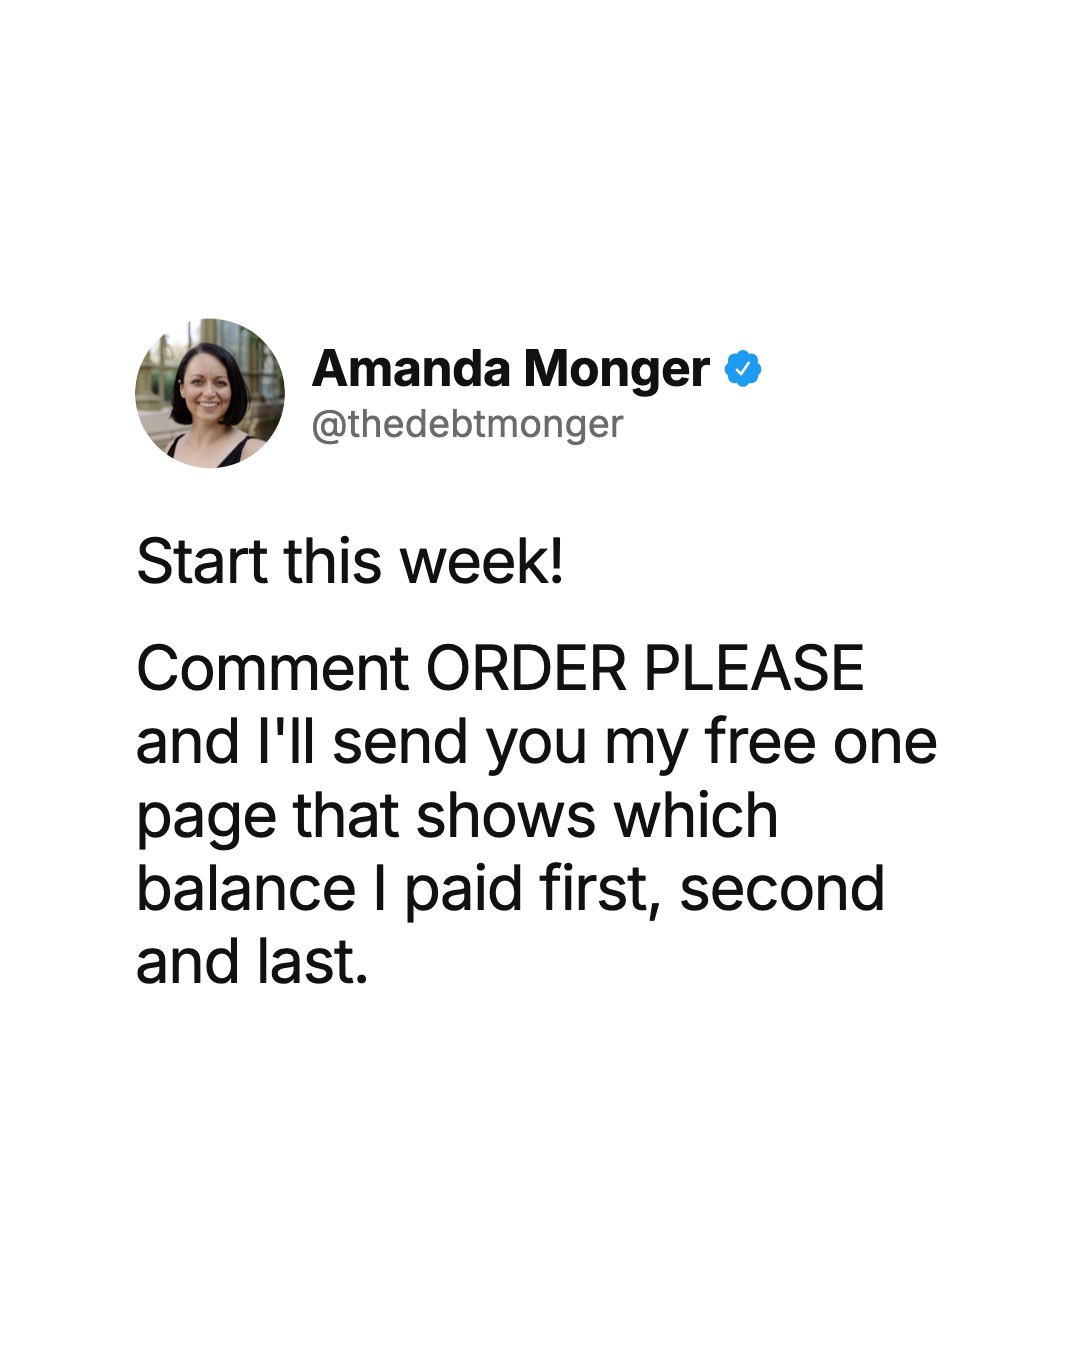 Amanda Monger
@thedebtmonger
Start this week!
Comment ORDER PLEASE
and I'll send you my free one
page that shows which
balance I paid first, second
and last.